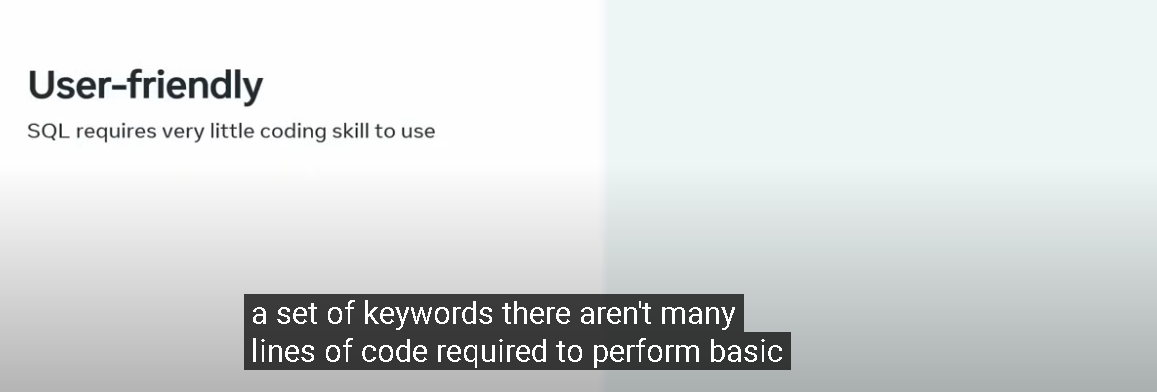 User-friendly
SQL requires very little coding skill to use
a set of keywords there aren't many
lines of code required to perform basic